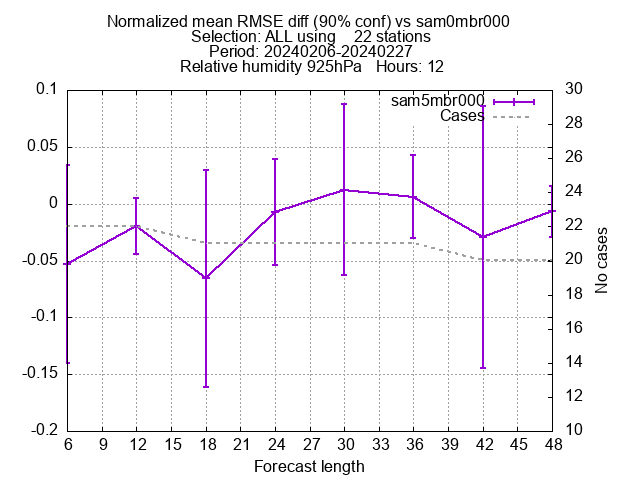 Normalized mean RMSE diff (90% conf) vs sam0mbr000
Selection: ALL using    22 stations
Period: 20240206-20240227
Relative humidity 925hPa   Hours: 12
sam5mbr000
Cases
0.1
0.05
0
-0.05
-0.1
-0.15
-0.2
30
28
26
24
22
20
18
16
14
12
10
No cases
6 9 12 15 18 21 24 27 30 33 36 39 42 45 48
Forecast length